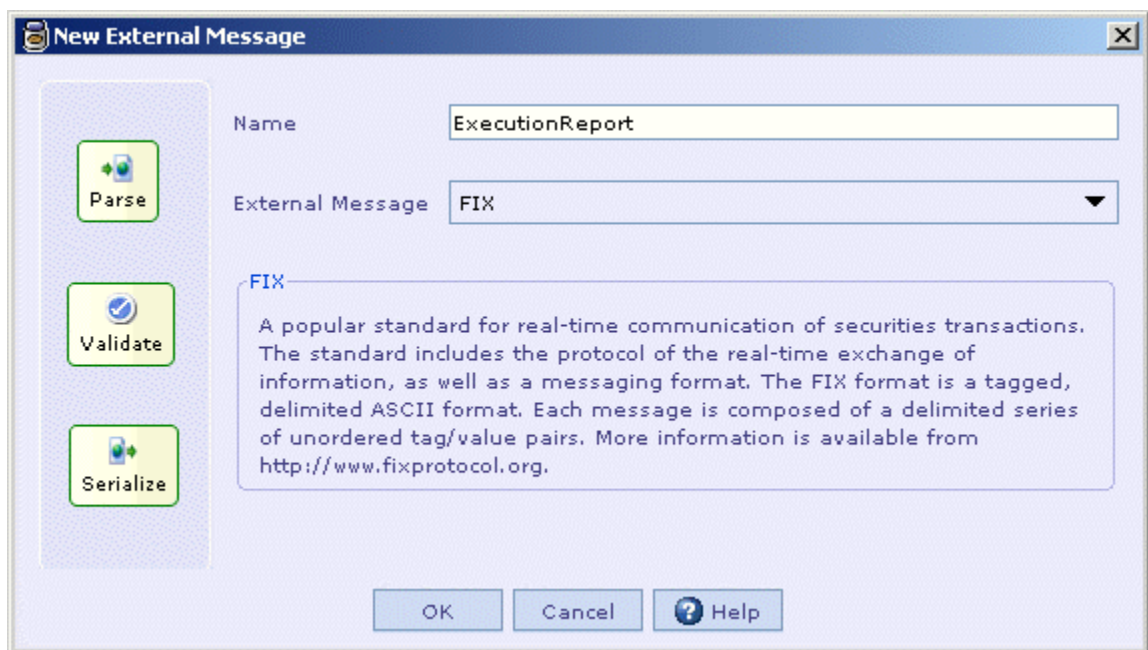 New External Message
Name
ExecutionReport
Parse
External Message
FIX
FIX
A popular standard for real-time communication of securities transactions.
The standard includes the protocol of the real-time exchange of
information, as well as a messaging format. The FIX format is a tagged,
delimited ASCII format. Each message is composed of a delimited series
of unordered tag/value pairs. More information is available from
http://www.fixprotocol.org.
Validate
Serialize
OK
Cancel
Help